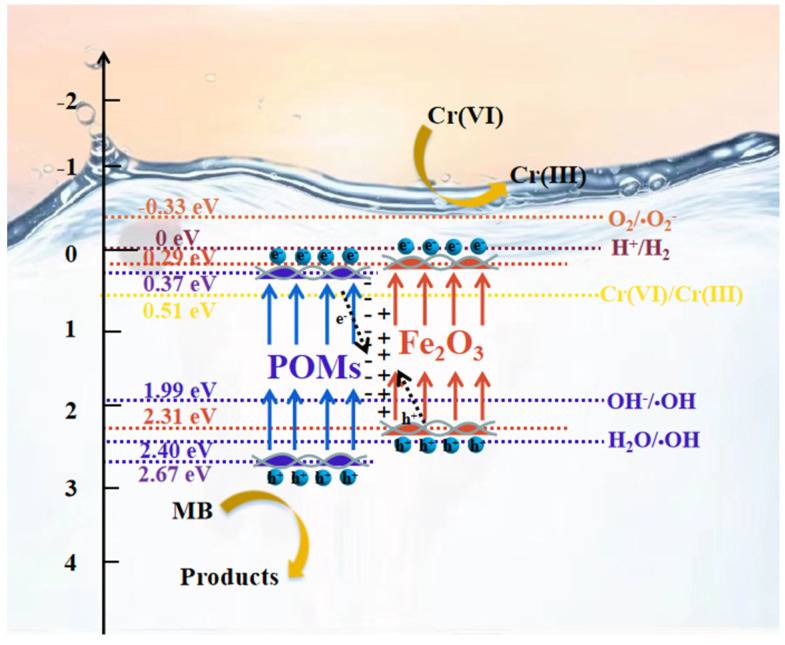 -2
Cr(VI)
-1
Cr(III)
-0.33 eV
O₂/•O₂⁻
0 eV
H⁺/H₂
0
e⁻ e⁻ e⁻ e⁻
e⁻ e⁻ e⁻ e⁻
0.29 eV
0.37 eV
Cr(VI)/Cr(III)
0.51 eV
e⁻
1
POMs
Fe₂O₃
- - - - - -
+ + + + + +
1.99 eV
OH⁻/•OH
2
2.31 eV
h⁺
H₂O/•OH
2.40 eV
h⁺ h⁺ h⁺ h⁺
2.67 eV
h⁺ h⁺ h⁺ h⁺
3
MB
4
Products